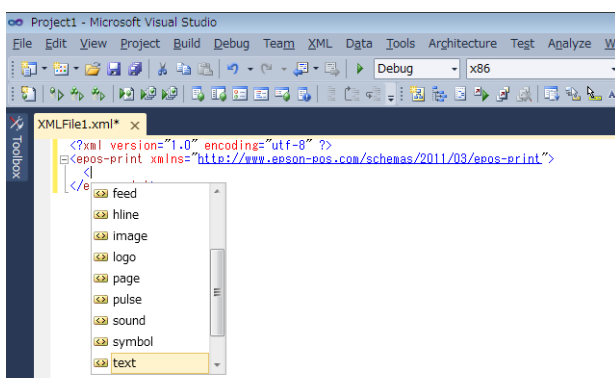 Project1 - Microsoft Visual Studio
File Edit View Project Build Debug Team XML Data Tools Architecture Test Analyze W
Debug x86
XMLFile1.xml* ×
Toolbox
<?xml version="1.0" encoding="utf-8" ?>
<epos-print xmlns="http://www.epson-pos.com/schemas/2011/03/epos-print">
<
</e
feed
hline
image
logo
page
pulse
sound
symbol
text